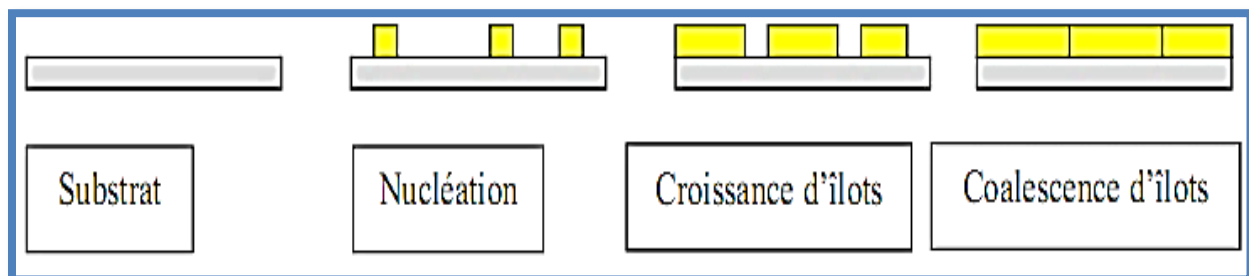 Substrat
Nucléation
Croissance d'îlots
Coalescence d'îlots